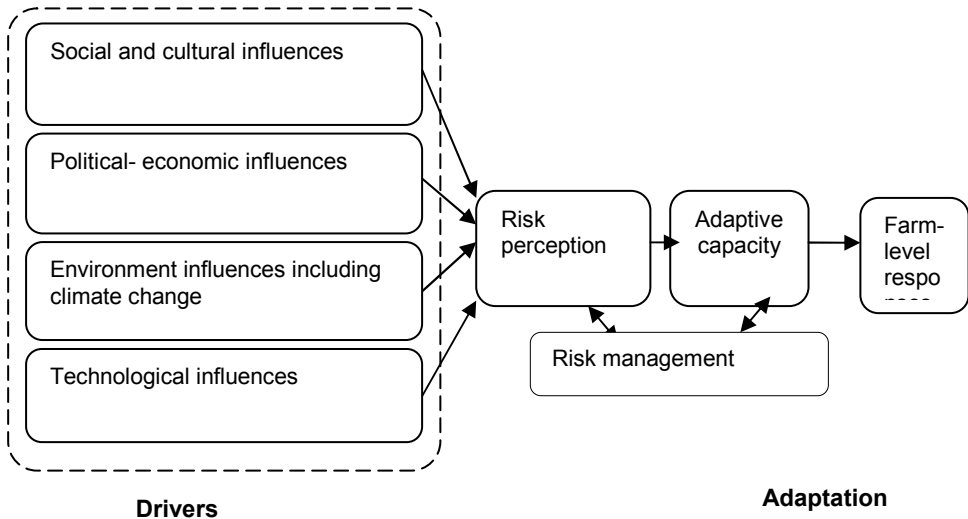 Social and cultural influences
Political- economic influences
Environment influences including
climate change
Technological influences
Risk
perception
Adaptive
capacity
Farm-
level
respo
Risk management
Drivers
Adaptation